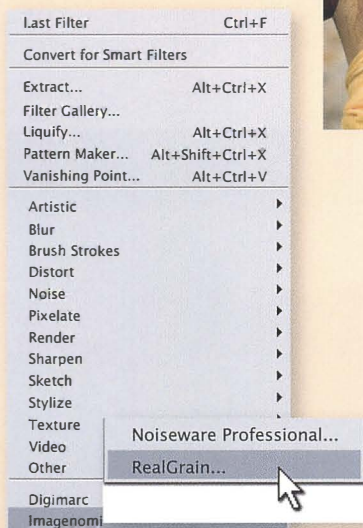 Last Filter Ctrl+F
Convert for Smart Filters
Extract... Alt+Ctrl+X
Filter Gallery...
Liquify... Alt+Ctrl+X
Pattern Maker... Alt+Shift+Ctrl+X
Vanishing Point... Alt+Ctrl+V
Artistic
Blur
Brush Strokes
Distort
Noise
Pixelate
Render
Sharpen
Sketch
Stylize
Texture
Video
Other
Noiseware Professional...
RealGrain...
Digimarc
Imagenomi